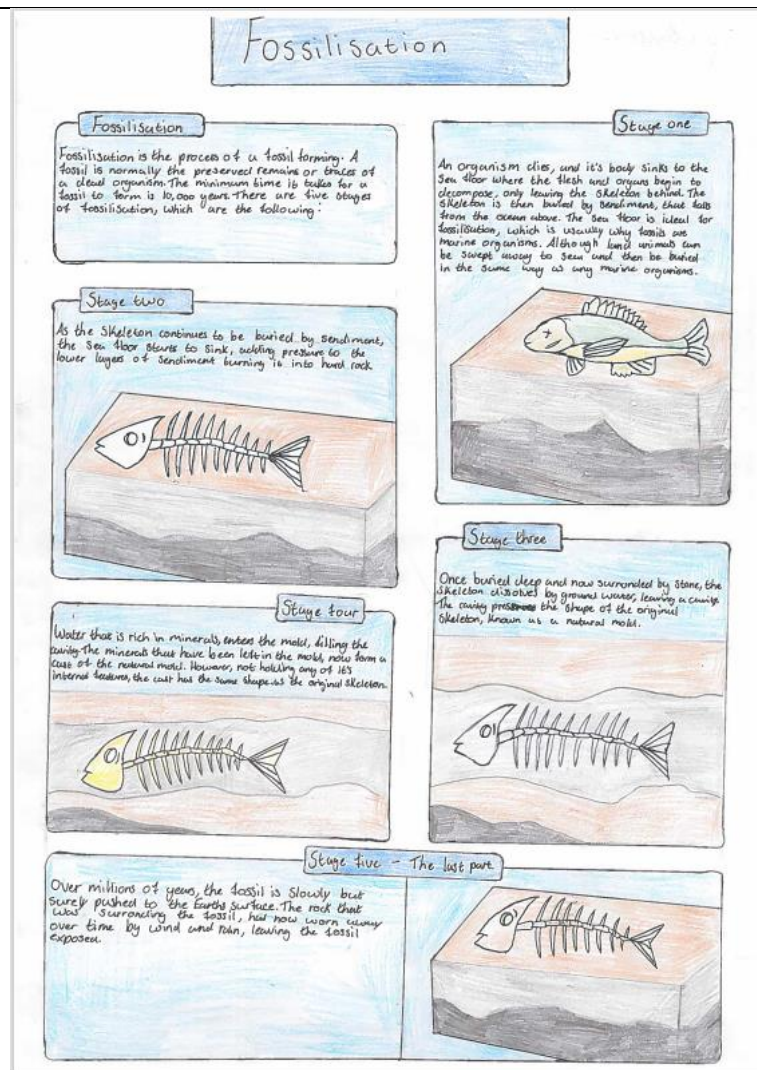 Fossilisation
Fossilisation
Fossilisation is the process of a fossil forming. A
fossil is normally the preserved remains or traces of
a dead organism. The minimum time it takes for a
fossil to form is 10,000 years. There are five stages
of fossilisation, which are the following:
Stage one
An organism dies, and it's body sinks to the
sea floor where the flesh and organs begin to
decompose, only leaving the skeleton behind. The
skeleton is then buried by sendiment, that falls
from the ocean above. The sea floor is ideal for
fossilisation, which is usually why fossils are
marine organisms. Although land animals can
be swept away to sea and then be buried
in the same way as any marine organisms.
Stage two
As the skeleton continues to be buried by sendiment,
the sea floor starts to sink, adding pressure to the
lower layers of sendiment turning it into hard rock
Stage three
Once buried deep and now surronded by stone, the
skeleton dissolves by ground water, leaving a cavity.
The cavity the shape of the original
skeleton, known as a natural mold.
Stage four
Water that is rich in minerals, enters the mold, filling the
cavity. The minerals that have been left in the mold, now form a
cast of the natural mold. However, not holding any of it's
internal features, the cast has the same shape as the original skeleton.
Stage five - The last part
Over millions of years, the fossil is slowly but
surely pushed to the Earths surface. The rock that
was surronding the fossil, has now worn away
over time by wind and rain, leaving the fossil
exposed.